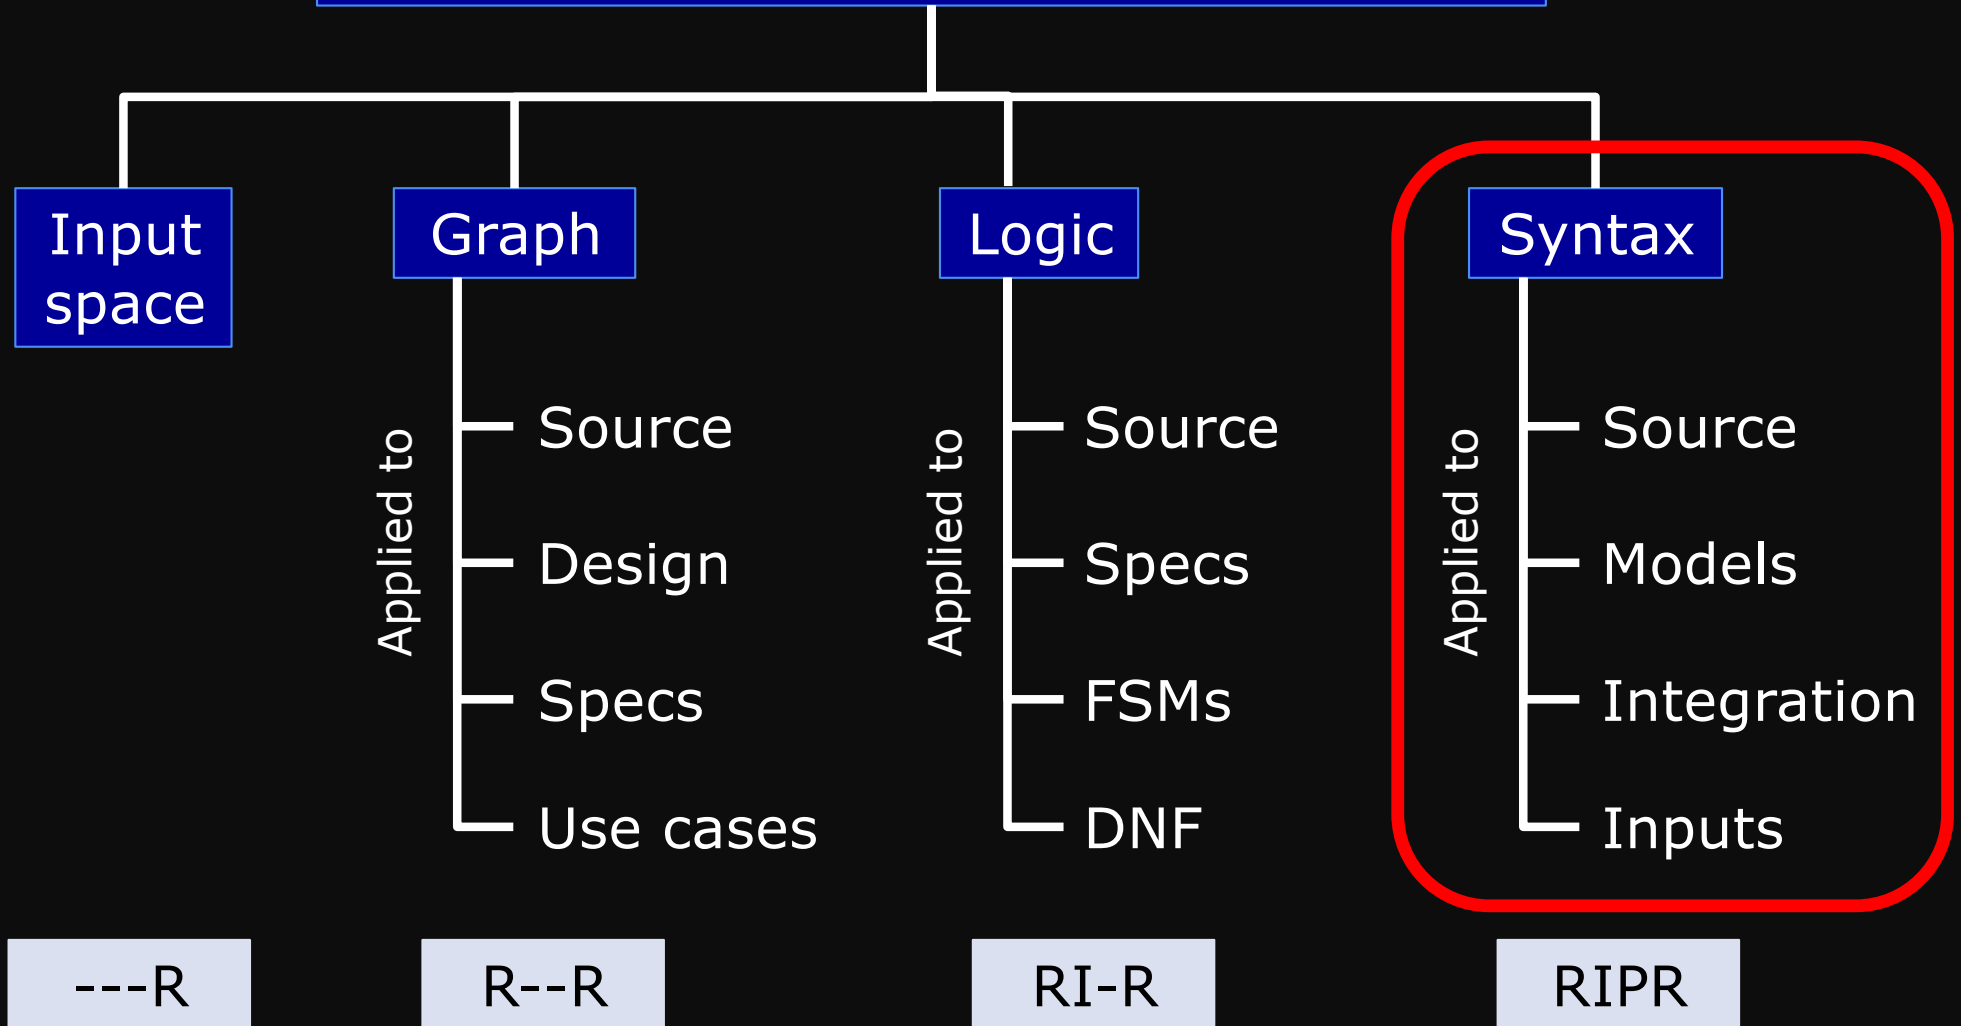 Input
space
Graph
Logic
Syntax
Applied to
Source
Design
Specs
Use cases
Applied to
Source
Specs
FSMs
DNF
Applied to
Source
Models
Integration
Inputs
---R
R--R
RI-R
RIPR